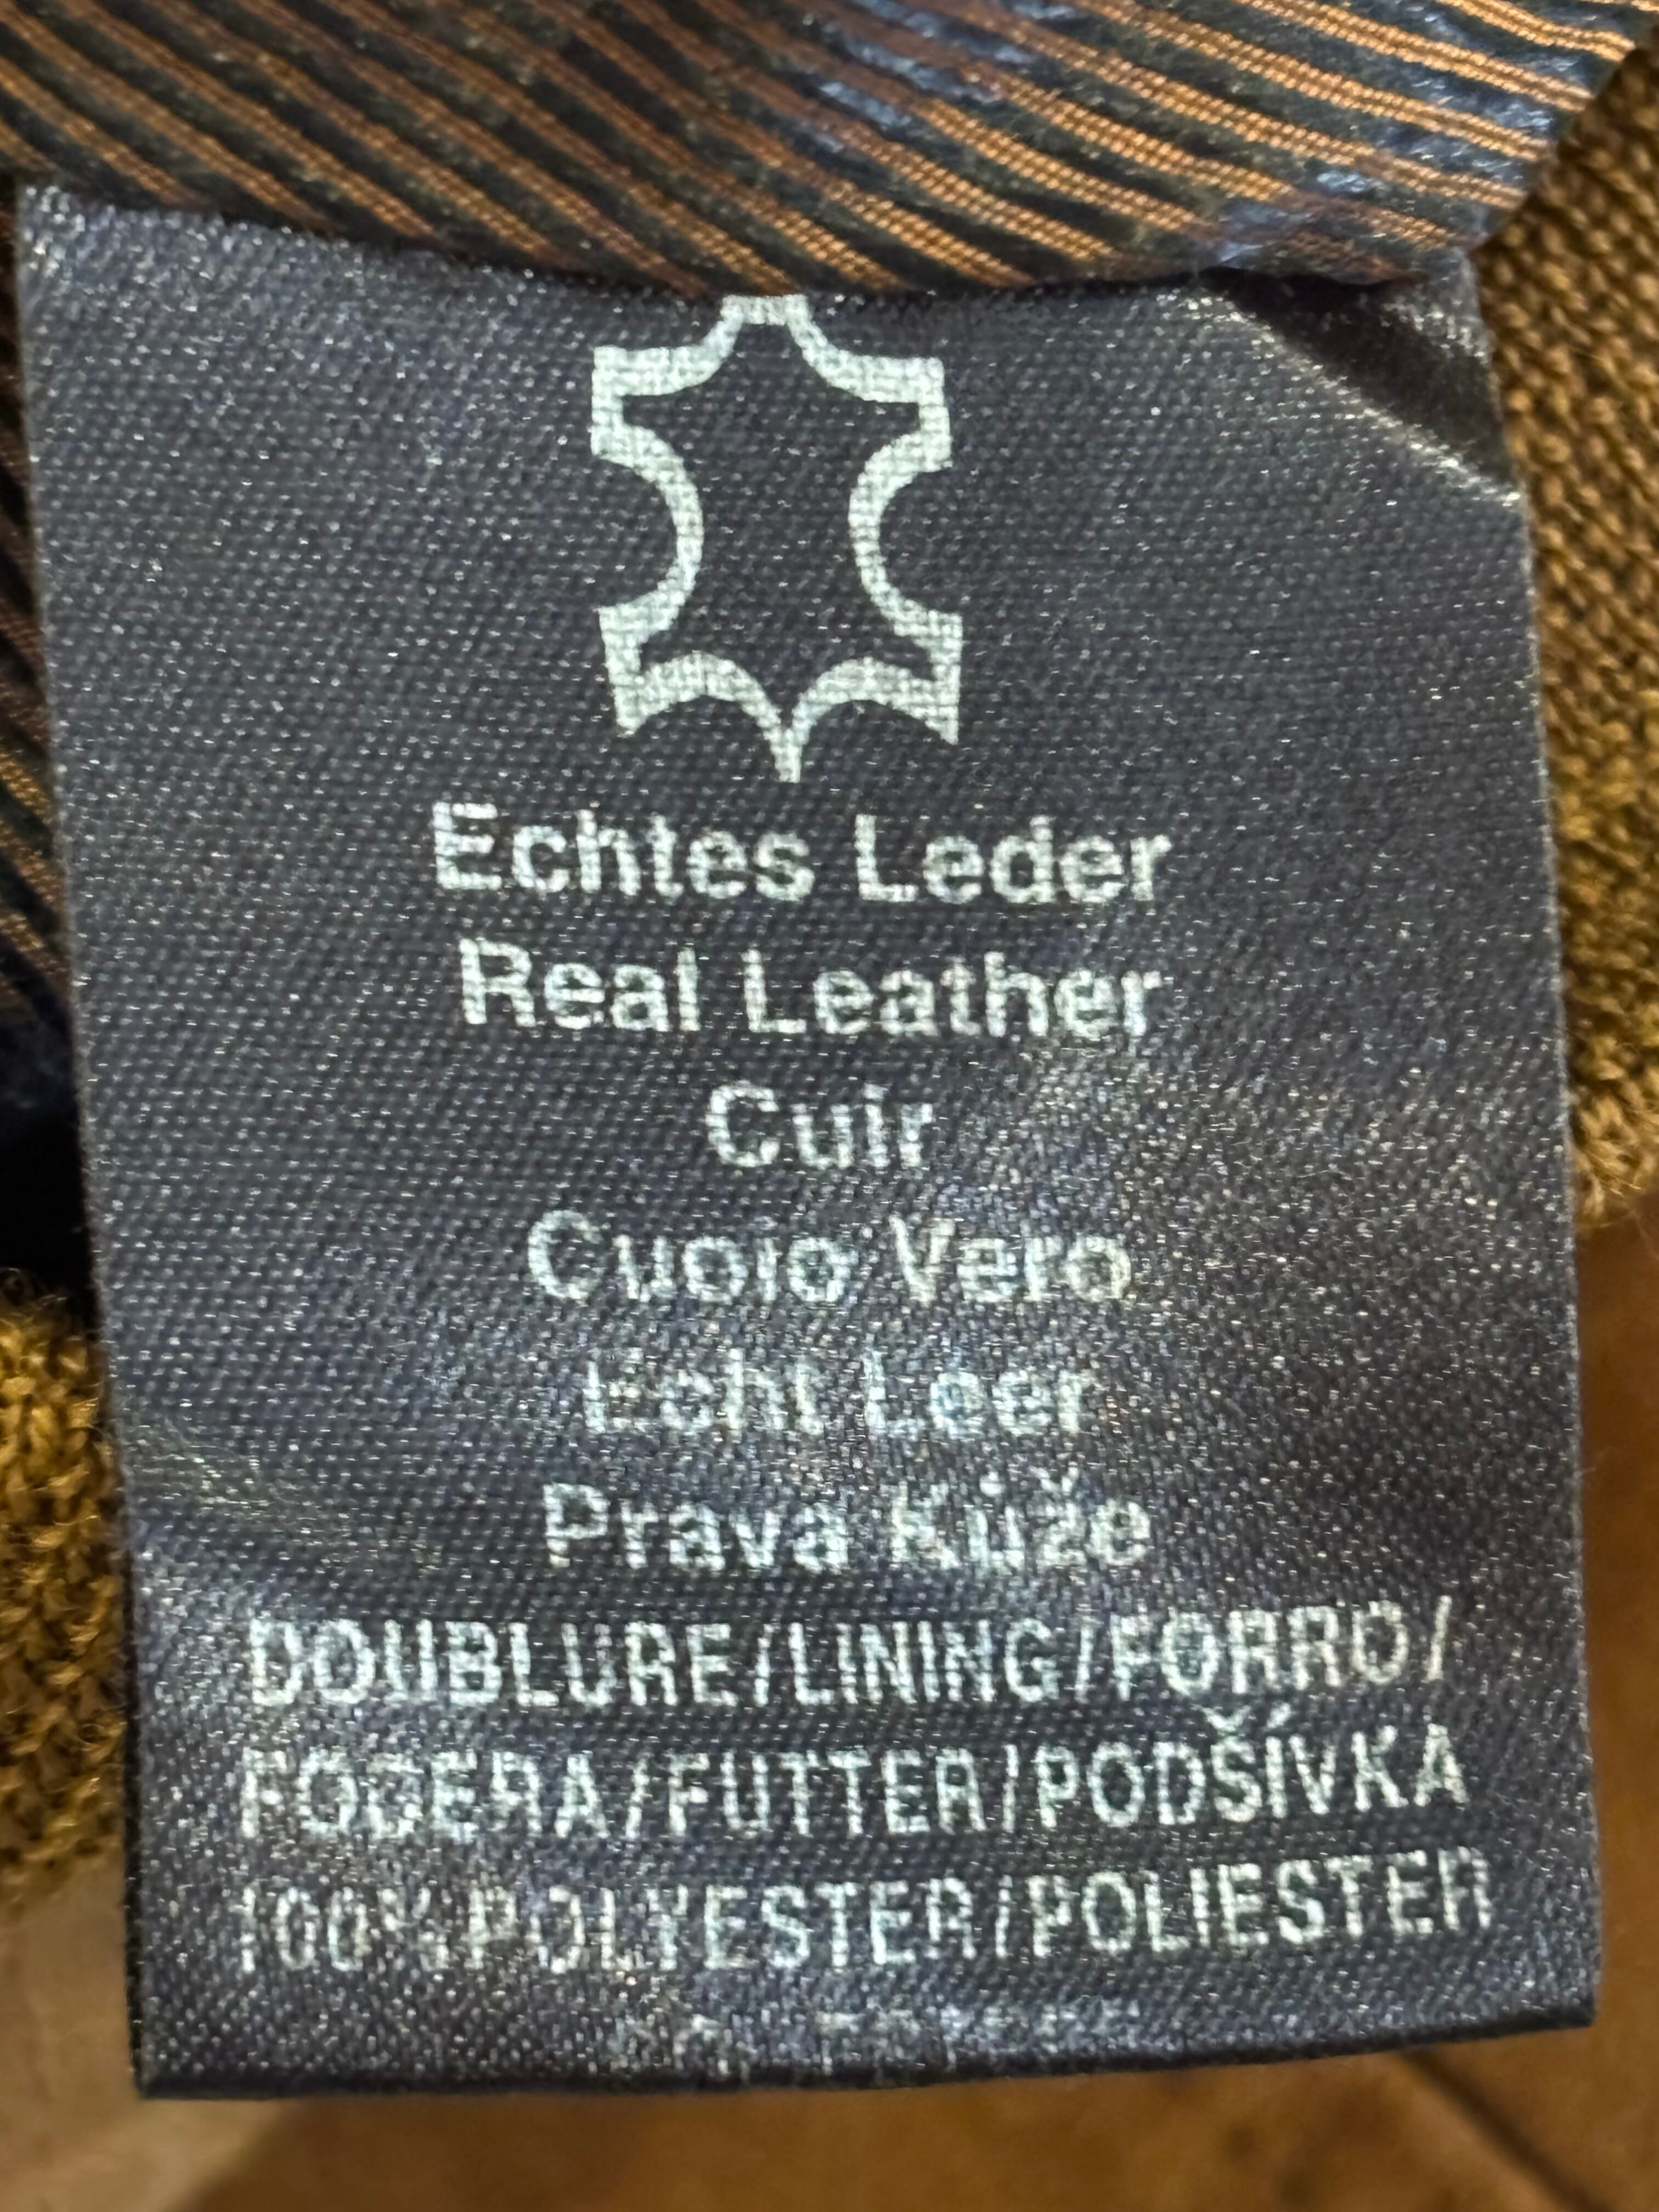 Echtes Leder
Real Leather
Cuir
Cuoio Vero
Echt Leer
Prava Kůže
DOUBLURE/LINING/FORRO/
FODERA/FUTTER/PODŠÍVKA
100%POLYESTER/POLIESTER